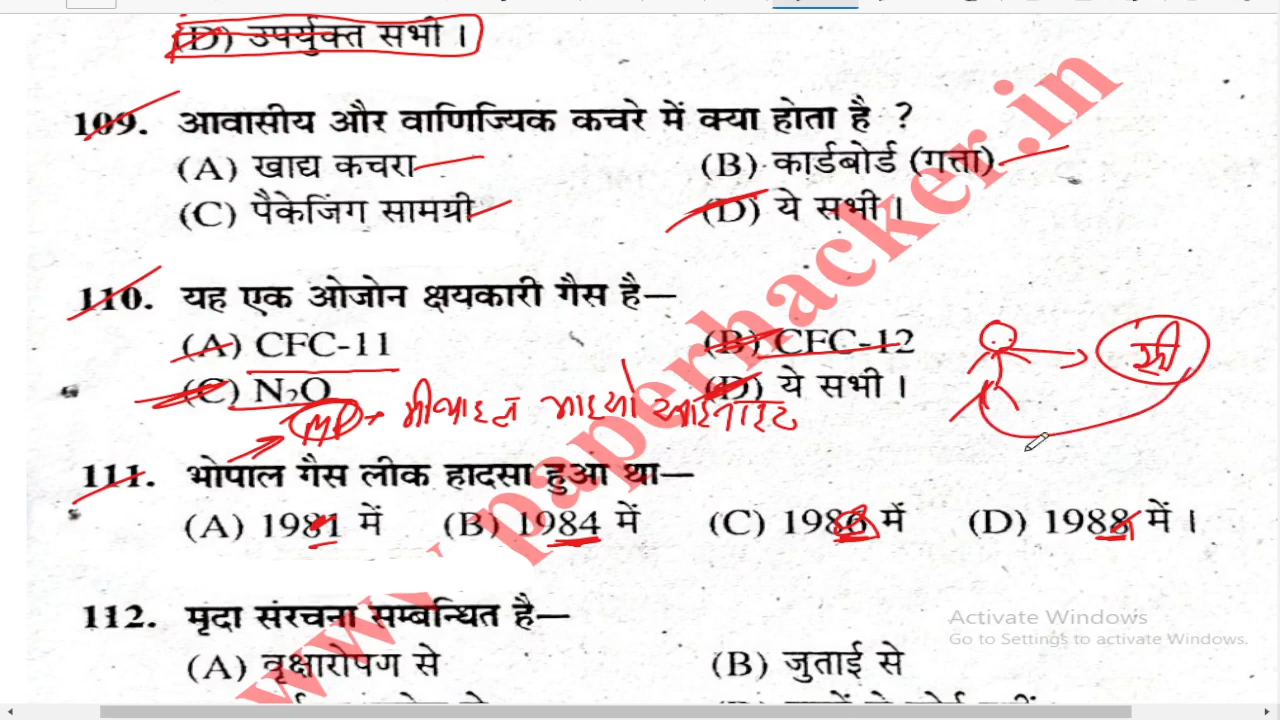 (D) उपर्युक्त सभी ।
109. आवासीय और वाणिज्यिक कचरे में क्या होता है ?
(A) खाद्य कचरा (B) कार्डबोर्ड (गत्ता)
(C) पैकेजिंग सामग्री (D) ये सभी ।
110. यह एक ओजोन क्षयकारी गैस है—
(A) CFC-11 (B) CFC-12
(C) N₂O (D) ये सभी ।
111. भोपाल गैस लीक हादसा हुआ था—
(A) 1981 में (B) 1984 में (C) 1986 में (D) 1988 में ।
112. मृदा संरचना सम्बन्धित है—
(A) वृक्षारोपण से (B) जुताई से
www.paperhacker.in
Activate Windows
Go to Settings to activate Windows.